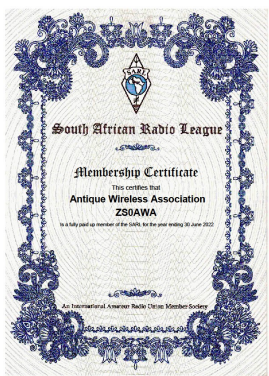 SARL
South African Radio League
Membership Certificate
This certifies that
Antique Wireless Association
ZS0AWA
Is a fully paid up member of the SARL for the year ending 30 June 2022
An International Amateur Radio Union Member Society